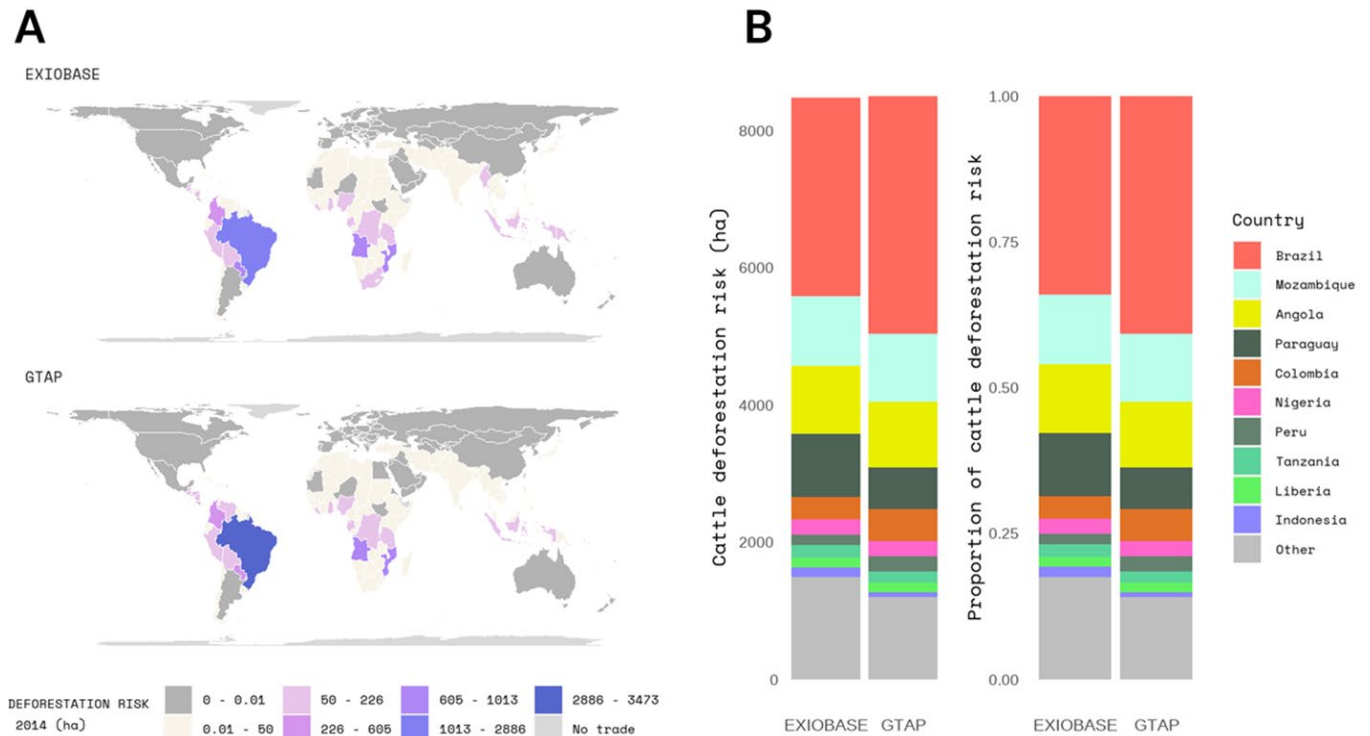 A
EXIOBASE
GTAP
DEFORESTATION RISK
2014 (ha)
0 - 0.01
50 - 226
605 - 1013
2886 - 3473
0.01 - 50
226 - 605
1013 - 2886
No trade
B
Cattle deforestation risk (ha)
8000
6000
4000
2000
0
EXIOBASE GTAP
Proportion of cattle deforestation risk
1.00
0.75
0.50
0.25
0.00
EXIOBASE GTAP
Country
Brazil
Mozambique
Angola
Paraguay
Colombia
Nigeria
Peru
Tanzania
Liberia
Indonesia
Other